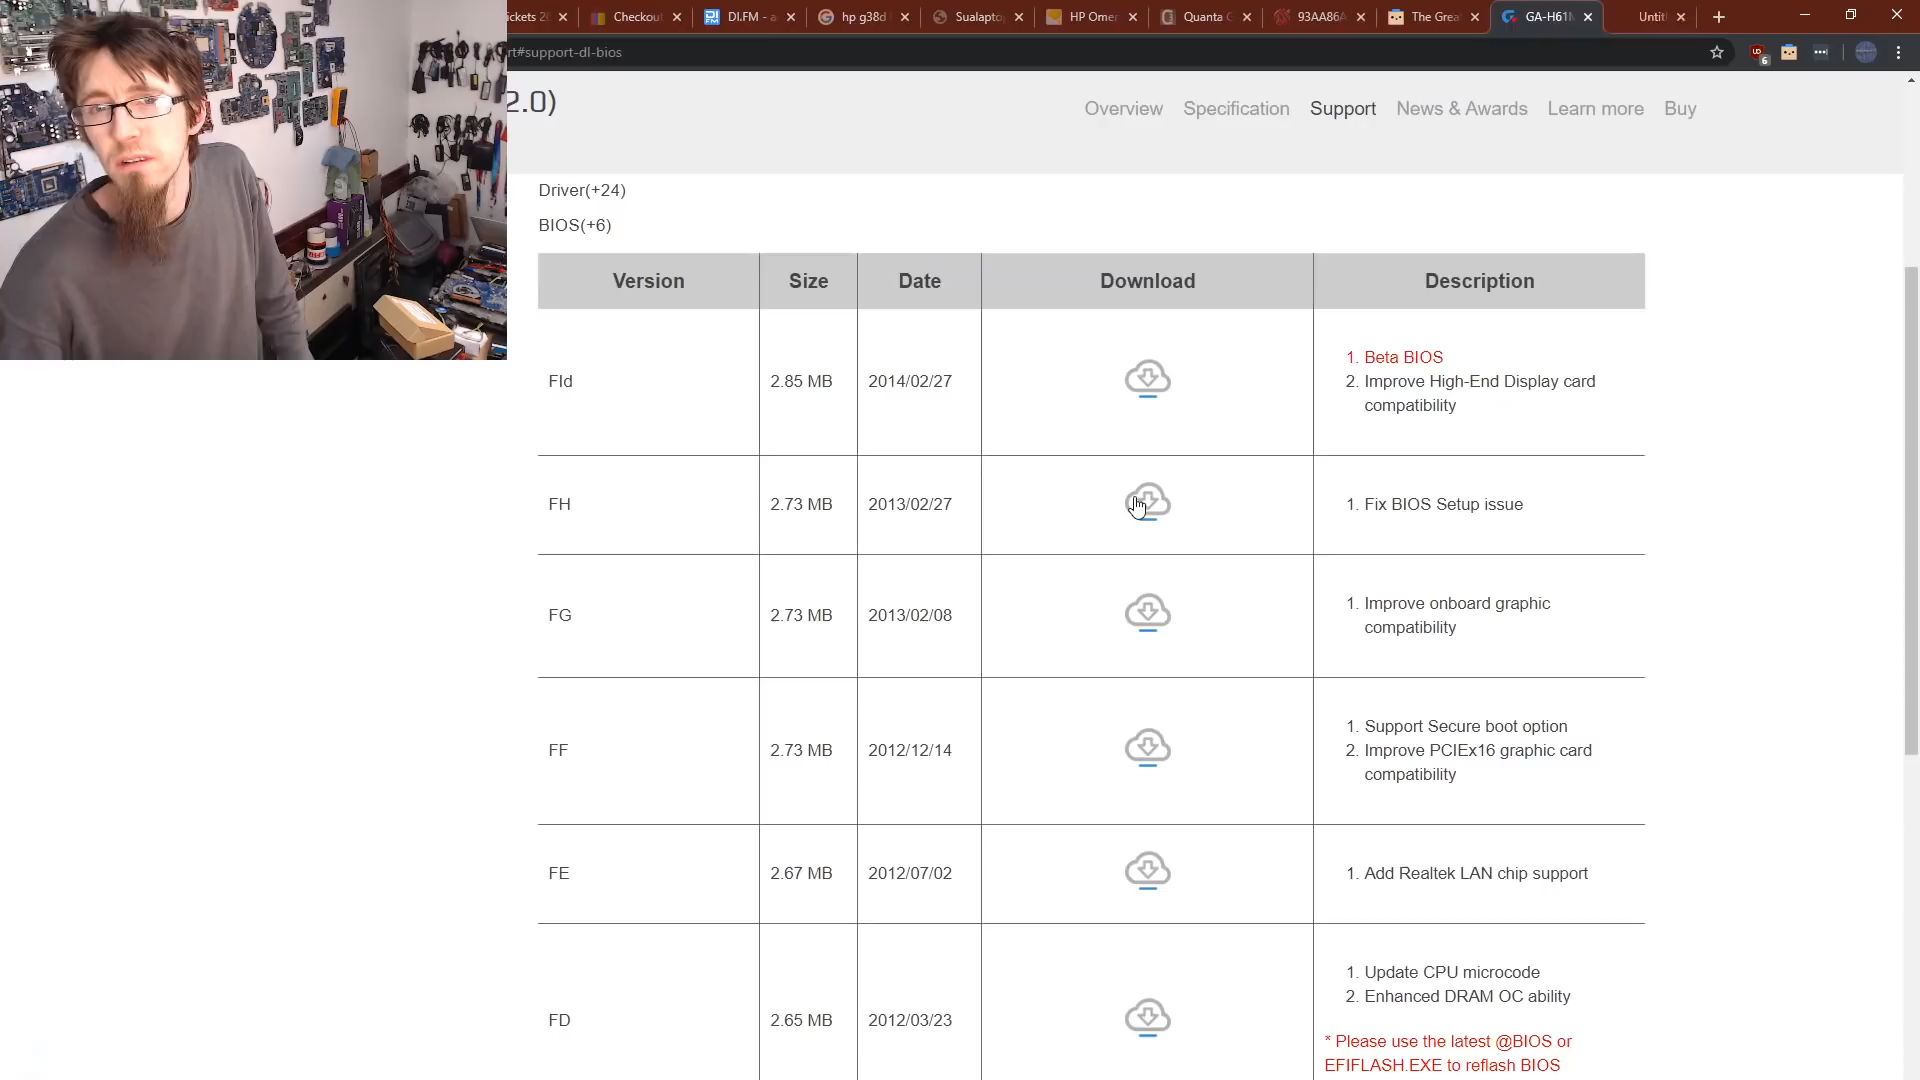 ickets 20
Checkou
DI.FM - a
hp g38d
Sualapto
HP Omer
Quanta G
93AA86A
The Grea
GA-H61M
Untitl
rt#support-dl-bios
2.0)
Overview Specification Support News & Awards Learn more Buy
Driver(+24)
BIOS(+6)
Version Size Date Download Description
FId 2.85 MB 2014/02/27
1. Beta BIOS
2. Improve High-End Display card
compatibility
FH 2.73 MB 2013/02/27 1. Fix BIOS Setup issue
FG 2.73 MB 2013/02/08
1. Improve onboard graphic
compatibility
FF 2.73 MB 2012/12/14
1. Support Secure boot option
2. Improve PCIEx16 graphic card
compatibility
FE 2.67 MB 2012/07/02 1. Add Realtek LAN chip support
FD 2.65 MB 2012/03/23
1. Update CPU microcode
2. Enhanced DRAM OC ability
* Please use the latest @BIOS or
EFIFLASH.EXE to reflash BIOS